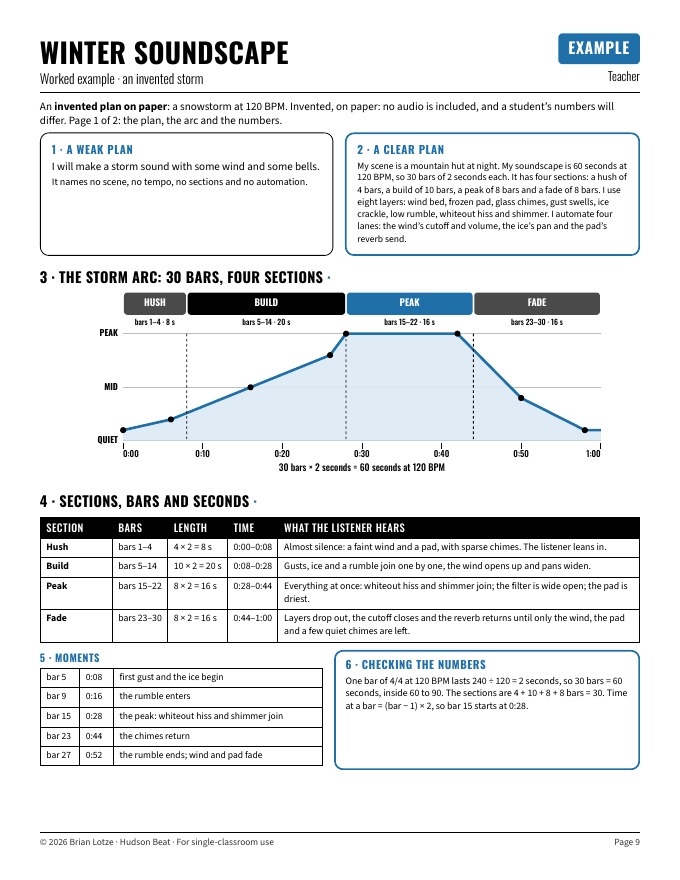 WINTER SOUNDSCAPE
EXAMPLE
Worked example · an invented storm
Teacher
An invented plan on paper: a snowstorm at 120 BPM. Invented, on paper: no audio is included, and a student's numbers will
differ. Page 1 of 2: the plan, the arc and the numbers.
1 · A WEAK PLAN
I will make a storm sound with some wind and some bells.
It names no scene, no tempo, no sections and no automation.
2 · A CLEAR PLAN
My scene is a mountain hut at night. My soundscape is 60 seconds at
120 BPM, so 30 bars of 2 seconds each. It has four sections: a hush of
4 bars, a build of 10 bars, a peak of 8 bars and a fade of 8 bars. I use
eight layers: wind bed, frozen pad, glass chimes, gust swells, ice
crackle, low rumble, whiteout hiss and shimmer. I automate four
lanes: the wind's cutoff and volume, the ice's pan and the pad's
reverb send.
3 · THE STORM ARC: 30 BARS, FOUR SECTIONS ·
HUSH BUILD PEAK FADE
bars 1–4 · 8 s bars 5–14 · 20 s bars 15–22 · 16 s bars 23–30 · 16 s
PEAK
MID
QUIET
0:00 0:10 0:20 0:30 0:40 0:50 1:00
30 bars × 2 seconds = 60 seconds at 120 BPM
4 · SECTIONS, BARS AND SECONDS ·
SECTION BARS LENGTH TIME WHAT THE LISTENER HEARS
Hush bars 1–4 4 × 2 = 8 s 0:00–0:08 Almost silence: a faint wind and a pad, with sparse chimes. The listener leans in.
Build bars 5–14 10 × 2 = 20 s 0:08–0:28 Gusts, ice and a rumble join one by one, the wind opens up and pans widen.
Peak bars 15–22 8 × 2 = 16 s 0:28–0:44 Everything at once: whiteout hiss and shimmer join; the filter is wide open; the pad is
driest.
Fade bars 23–30 8 × 2 = 16 s 0:44–1:00 Layers drop out, the cutoff closes and the reverb returns until only the wind, the pad
and a few quiet chimes are left.
5 · MOMENTS
bar 5 0:08 first gust and the ice begin
bar 9 0:16 the rumble enters
bar 15 0:28 the peak: whiteout hiss and shimmer join
bar 23 0:44 the chimes return
bar 27 0:52 the rumble ends; wind and pad fade
6 · CHECKING THE NUMBERS
One bar of 4/4 at 120 BPM lasts 240 ÷ 120 = 2 seconds, so 30 bars = 60
seconds, inside 60 to 90. The sections are 4 + 10 + 8 + 8 bars = 30. Time
at a bar = (bar − 1) × 2, so bar 15 starts at 0:28.
© 2026 Brian Lotze · Hudson Beat · For single-classroom use
Page 9